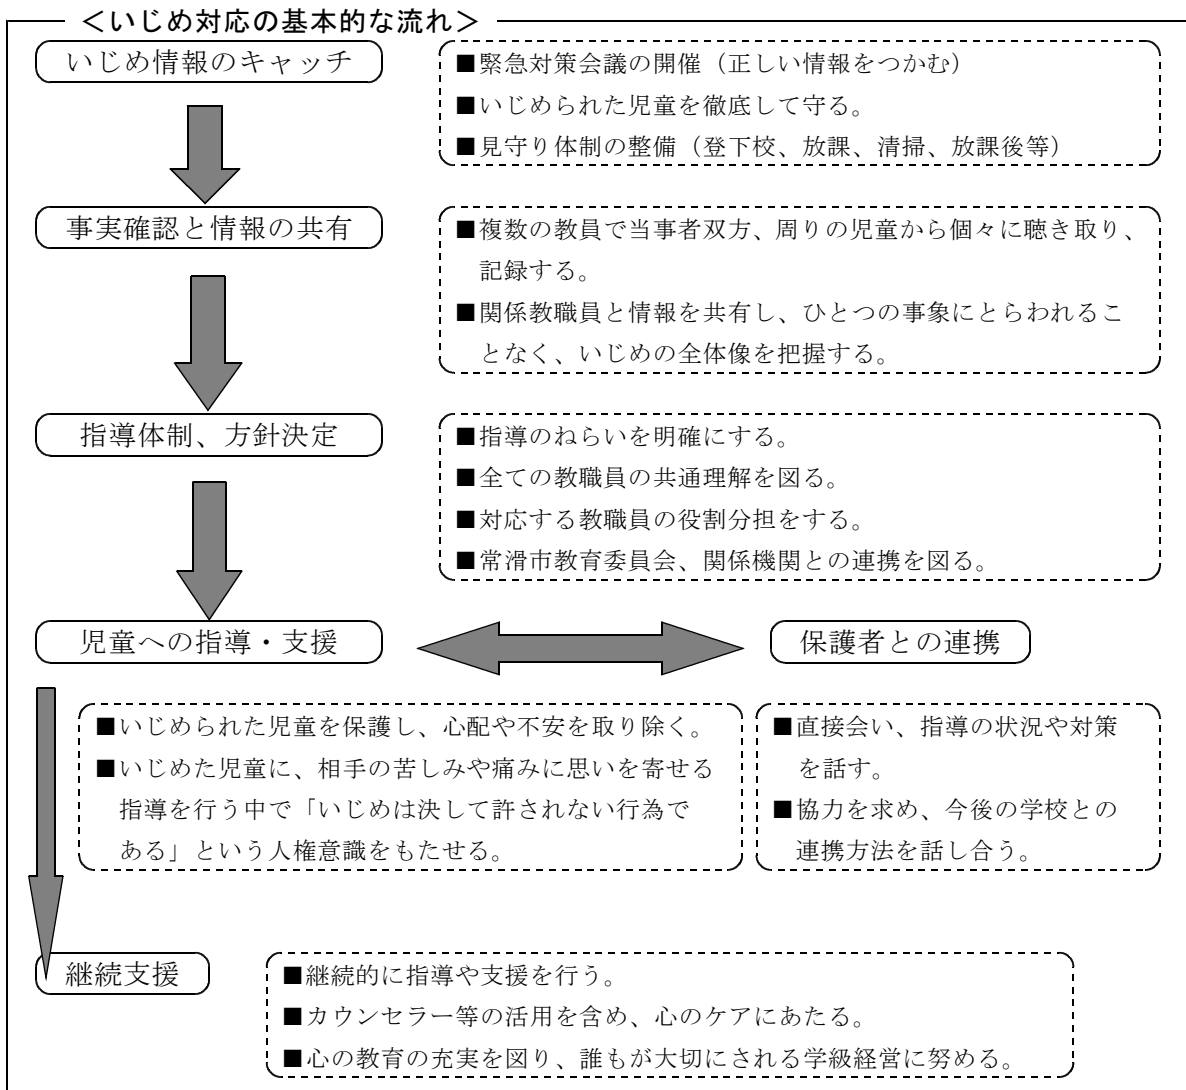 ＜いじめ対応の基本的な流れ＞
いじめ情報のキャッチ
■緊急対策会議の開催（正しい情報をつかむ）
■いじめられた児童を徹底して守る。
■見守り体制の整備（登下校、放課、清掃、放課後等）
事実確認と情報の共有
■複数の教員で当事者双方、周りの児童から個々に聴き取り、
記録する。
■関係教職員と情報を共有し、ひとつの事象にとらわれるこ
となく、いじめの全体像を把握する。
指導体制、方針決定
■指導のねらいを明確にする。
■全ての教職員の共通理解を図る。
■対応する教職員の役割分担をする。
■常滑市教育委員会、関係機関との連携を図る。
児童への指導・支援
保護者との連携
■いじめられた児童を保護し、心配や不安を取り除く。
■いじめた児童に、相手の苦しみや痛みに思いを寄せる
指導を行う中で「いじめは決して許されない行為で
ある」という人権意識をもたせる。
■直接会い、指導の状況や対策
を話す。
■協力を求め、今後の学校との
連携方法を話し合う。
継続支援
■継続的に指導や支援を行う。
■カウンセラー等の活用を含め、心のケアにあたる。
■心の教育の充実を図り、誰もが大切にされる学級経営に努める。